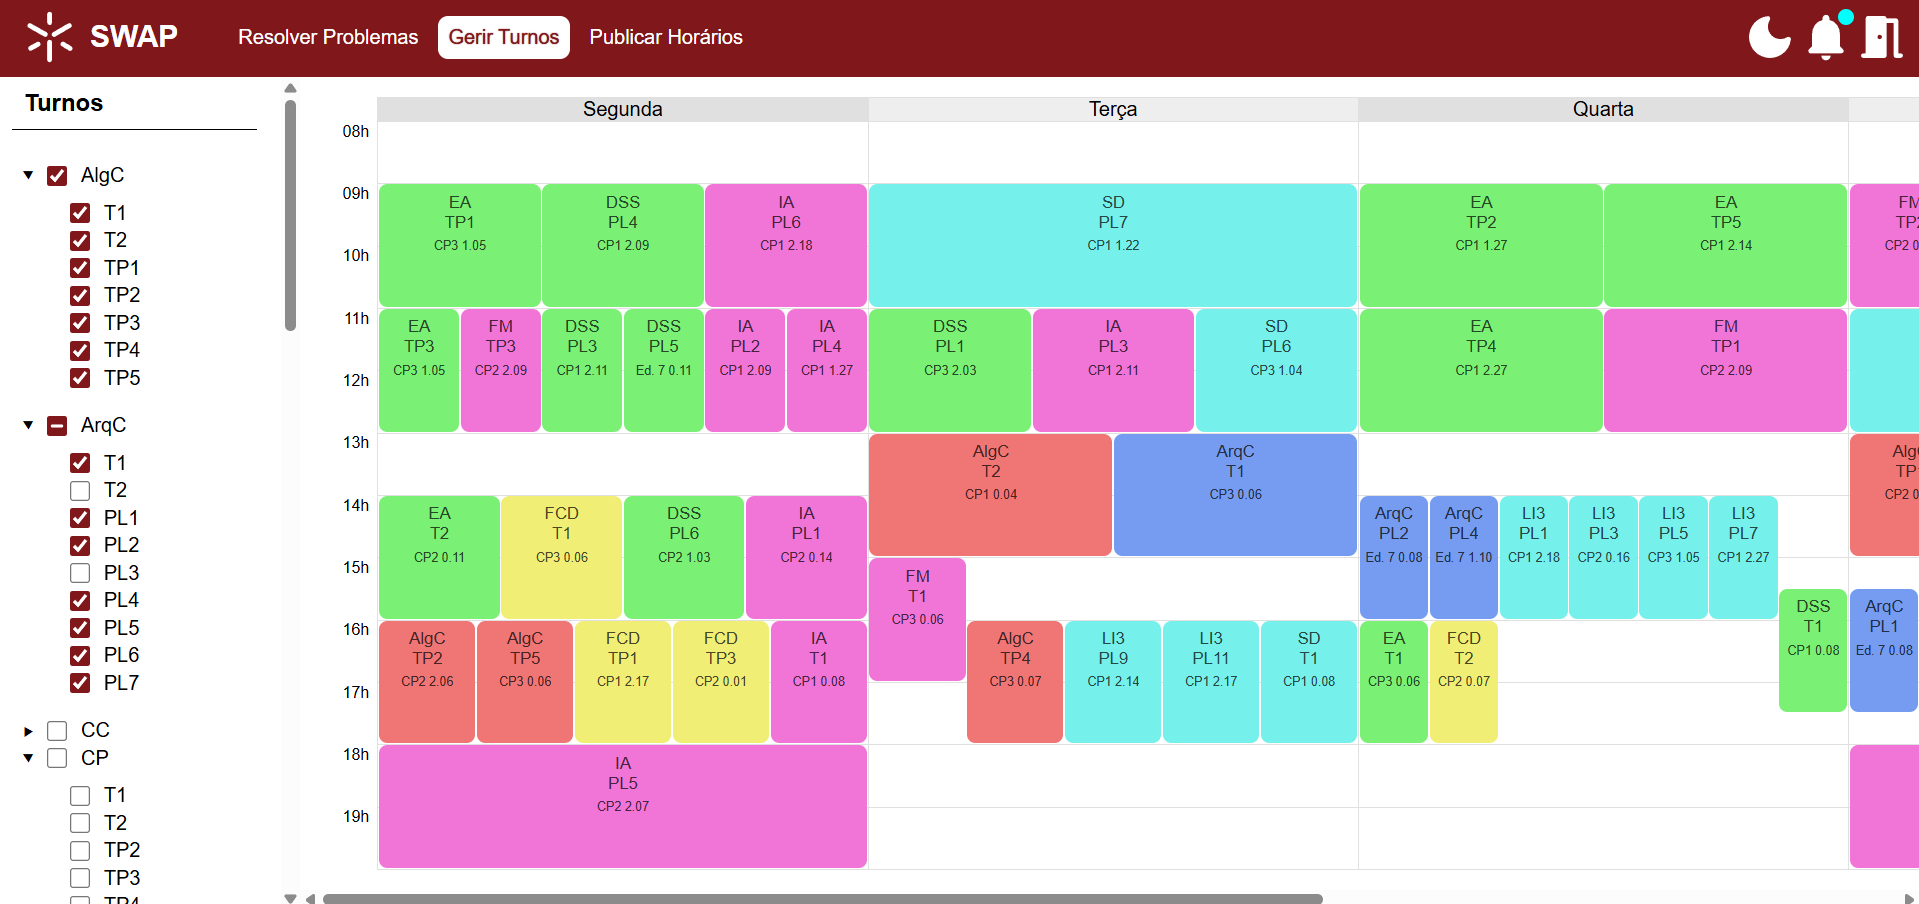 SWAP
Resolver Problemas
Gerir Turnos
Publicar Horários
Turnos
AlgC
T1
T2
TP1
TP2
TP3
TP4
TP5
ArqC
T1
T2
PL1
PL2
PL3
PL4
PL5
PL6
PL7
CC
CP
T1
T2
TP2
TP3
TP4
Segunda
Terça
Quarta
08h
09h
10h
11h
12h
13h
14h
15h
16h
17h
18h
19h
EA
TP1
CP3 1.05
DSS
PL4
CP1 2.09
IA
PL6
CP1 2.18
EA
TP3
CP3 1.05
FM
TP3
CP2 2.09
DSS
PL3
CP1 2.11
DSS
PL5
Ed. 7 0.11
IA
PL2
CP1 2.09
IA
PL4
CP1 1.27
EA
T2
CP2 0.11
FCD
T1
CP3 0.06
DSS
PL6
CP2 1.03
IA
PL1
CP2 0.14
AlgC
TP2
CP2 2.06
AlgC
TP5
CP3 0.06
FCD
TP1
CP1 2.17
FCD
TP3
CP2 0.01
IA
T1
CP1 0.08
IA
PL5
CP2 2.07
SD
PL7
CP1 1.22
DSS
PL1
CP3 2.03
IA
PL3
CP1 2.11
SD
PL6
CP3 1.04
AlgC
T2
CP1 0.04
ArqC
T1
CP3 0.06
FM
T1
CP3 0.06
AlgC
TP4
CP3 0.07
LI3
PL9
CP1 2.14
LI3
PL11
CP1 2.17
SD
T1
CP1 0.08
EA
TP2
CP1 1.27
EA
TP5
CP1 2.14
EA
TP4
CP1 2.27
FM
TP1
CP2 2.09
ArqC
PL2
Ed. 7 0.08
ArqC
PL4
Ed. 7 1.10
LI3
PL1
CP1 2.18
LI3
PL3
CP2 0.16
LI3
PL5
CP3 1.05
LI3
PL7
CP1 2.27
DSS
T1
CP1 0.08
EA
T1
CP3 0.06
FCD
T2
CP2 0.07
FM
CP2
CP2
ArqC
PL1
Ed. 7 0.08